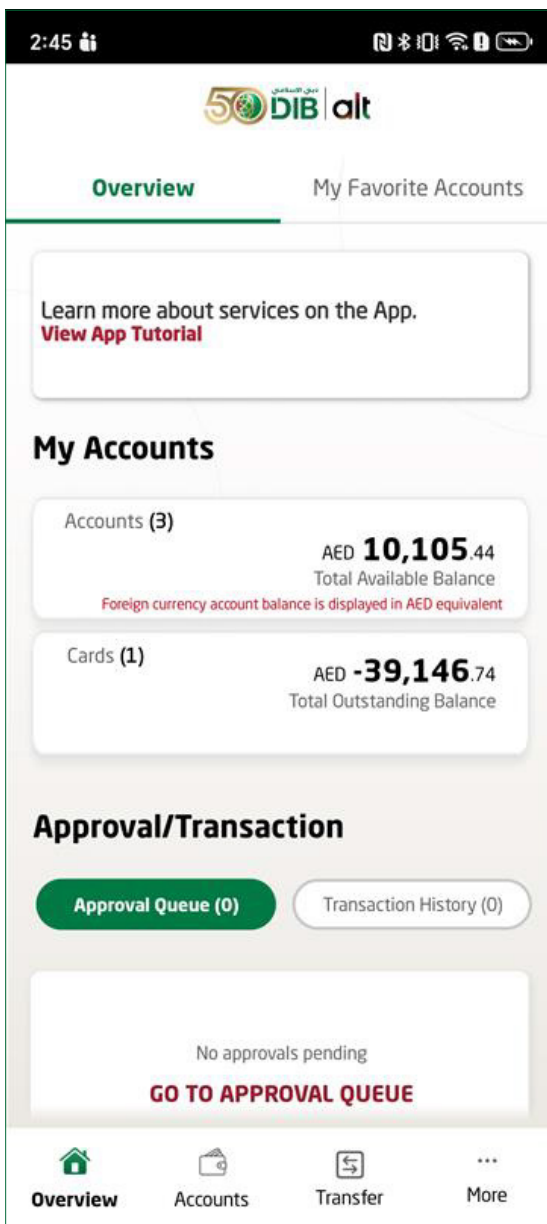 2:45
50 دبي الإسلامي
DIB alt
Overview
My Favorite Accounts
Learn more about services on the App.
View App Tutorial
My Accounts
Accounts (3)
AED 10,105.44
Total Available Balance
Foreign currency account balance is displayed in AED equivalent
Cards (1)
AED -39,146.74
Total Outstanding Balance
Approval/Transaction
Approval Queue (0)
Transaction History (0)
No approvals pending
GO TO APPROVAL QUEUE
Overview
Accounts
Transfer
More